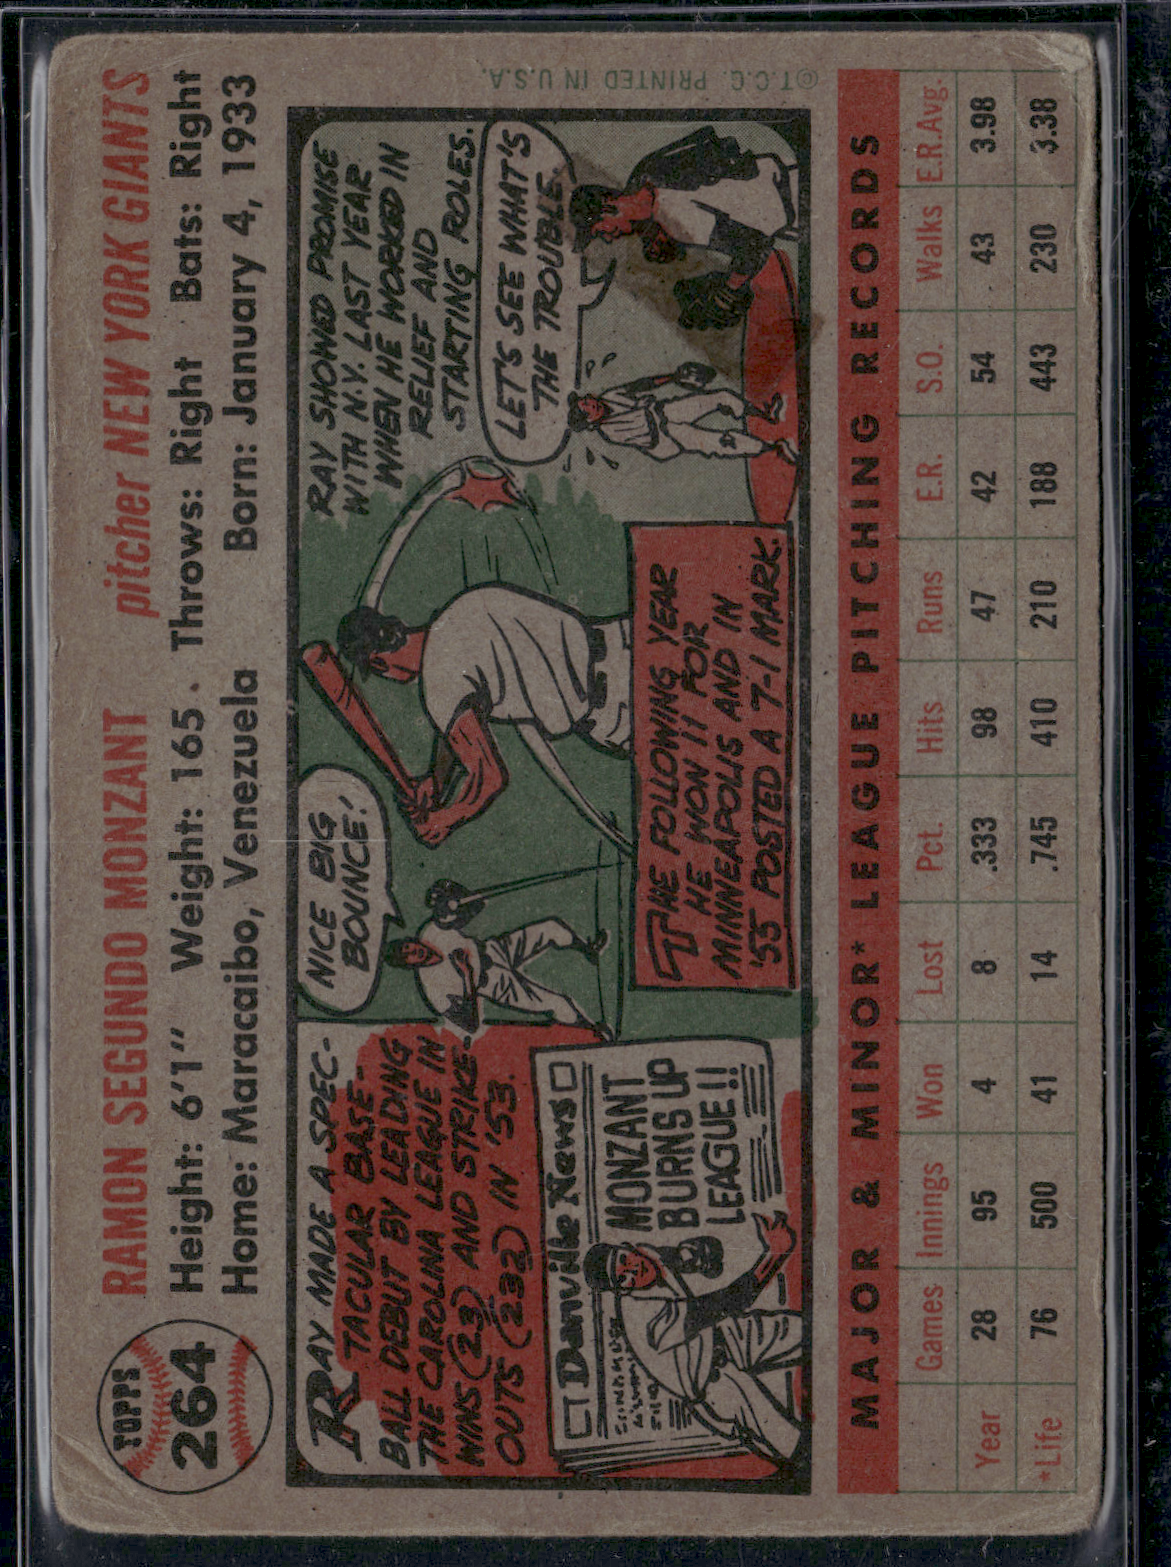 TOPPS
264
RAMON SEGUNDO MONZANT pitcher NEW YORK GIANTS
Height: 6'1" Weight: 165 Throws: Right Bats: Right
Home: Maracaibo, Venezuela Born: January 4, 1933
RAY MADE A SPEC-
TACULAR BASE-
BALL DEBUT BY LEADING
THE CAROLINA LEAGUE IN
WINS (23) AND STRIKE
OUTS (232) IN '53.
Danville News
MONZANT
BURNS UP
LEAGUE!!
NICE BIG
BOUNCE!
THE FOLLOWING YEAR
HE WON 11 FOR
MINNEAPOLIS AND IN
'55 POSTED A 7-1 MARK.
RAY SHOWED PROMISE
WITH N.Y. LAST YEAR
WHEN HE WORKED IN
RELIEF AND
STARTING ROLES.
LET'S SEE WHAT'S
THE TROUBLE.
©T.C.G. PRINTED IN U.S.A.
MAJOR & MINOR* LEAGUE PITCHING RECORDS
Games Innings Won Lost Pct. Hits Runs E.R. S.O. Walks E.R.Avg.
Year 28 95 4 8 .333 98 47 42 54 43 3.98
*Life 76 500 41 14 .745 410 210 188 443 230 3.38